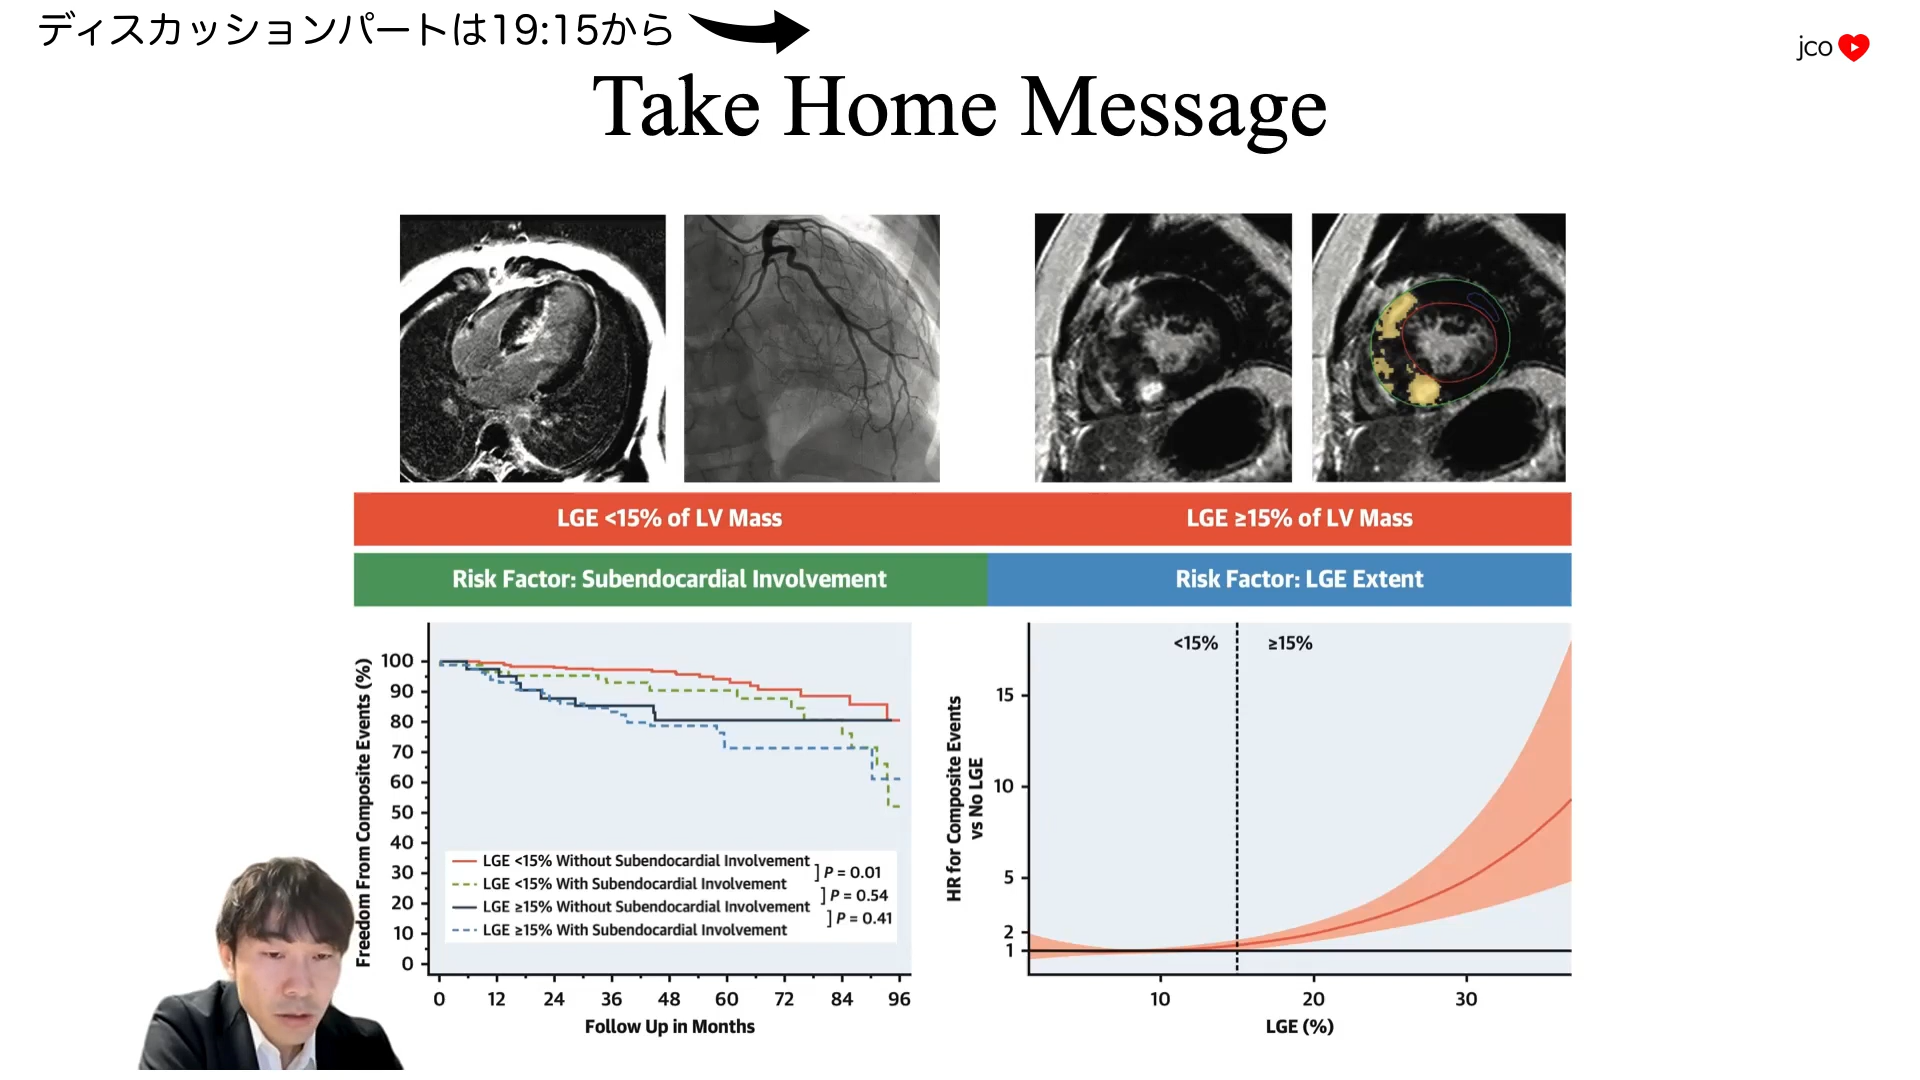 ディスカッションパートは19:15から
jco
Take Home Message
LGE <15% of LV Mass
LGE ≥15% of LV Mass
Risk Factor: Subendocardial Involvement
Risk Factor: LGE Extent
Freedom From Composite Events (%)
100
90
80
70
60
50
40
30
20
10
0
LGE <15% Without Subendocardial Involvement
LGE <15% With Subendocardial Involvement
LGE ≥15% Without Subendocardial Involvement
LGE ≥15% With Subendocardial Involvement
P = 0.01
P = 0.54
P = 0.41
0 12 24 36 48 60 72 84 96
Follow Up in Months
HR for Composite Events
vs No LGE
<15% ≥15%
15
10
5
2
1
10 20 30
LGE (%)